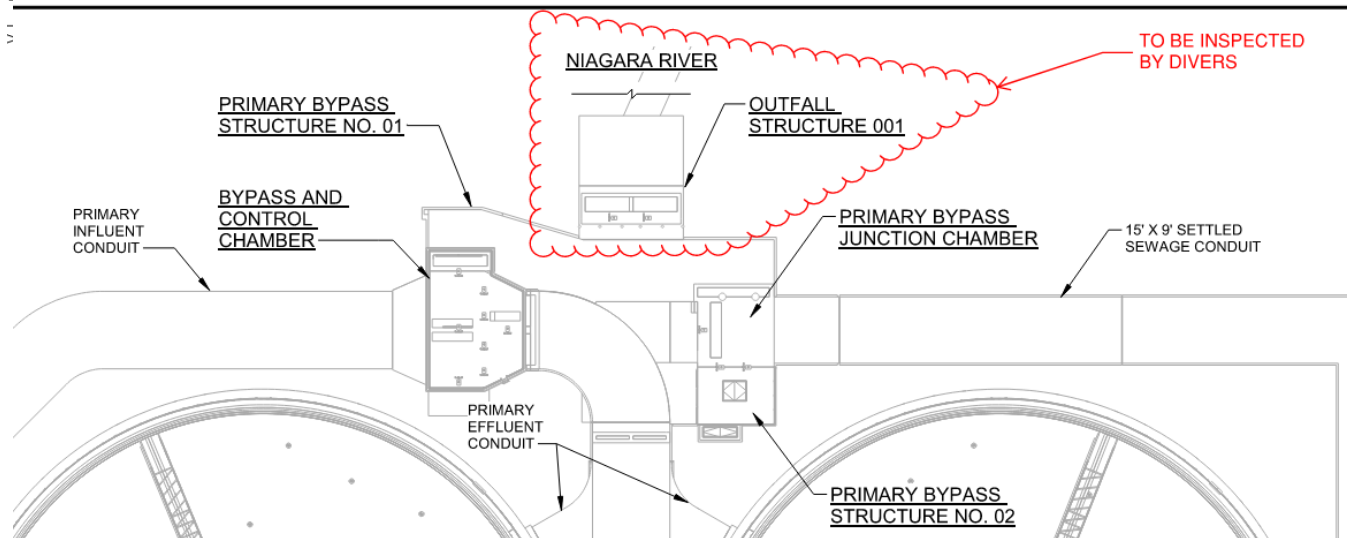 TO BE INSPECTED
BY DIVERS
NIAGARA RIVER
PRIMARY BYPASS
STRUCTURE NO. 01
OUTFALL
STRUCTURE 001
BYPASS AND
CONTROL
CHAMBER
PRIMARY
INFLUENT
CONDUIT
PRIMARY BYPASS
JUNCTION CHAMBER
15' X 9' SETTLED
SEWAGE CONDUIT
PRIMARY
EFFLUENT
CONDUIT
PRIMARY BYPASS
STRUCTURE NO. 02